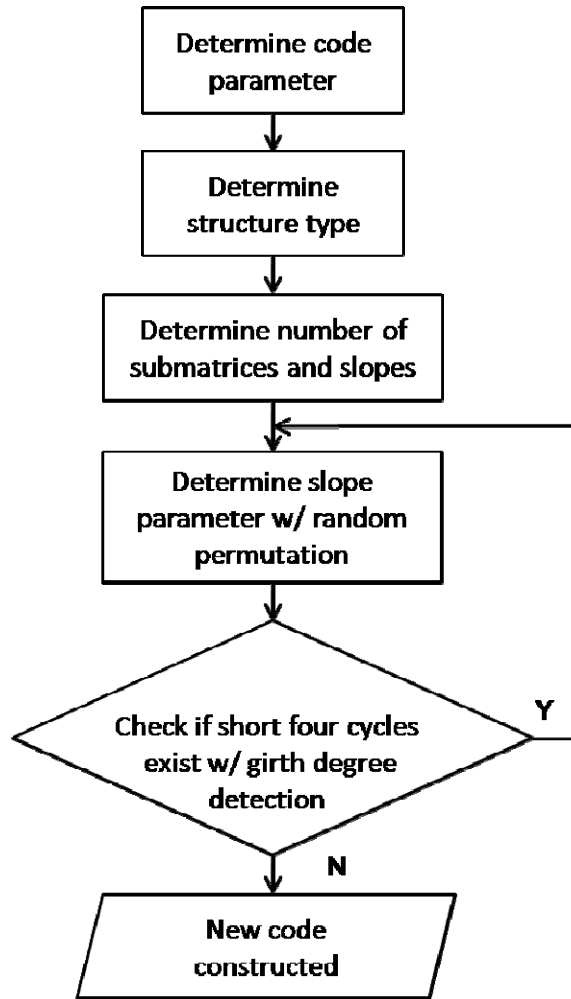 Determine code
parameter
Determine
structure type
Determine number of
submatrices and slopes
Determine slope
parameter w/ random
permutation
Check if short four cycles
exist w/ girth degree
detection
Y
N
New code
constructed